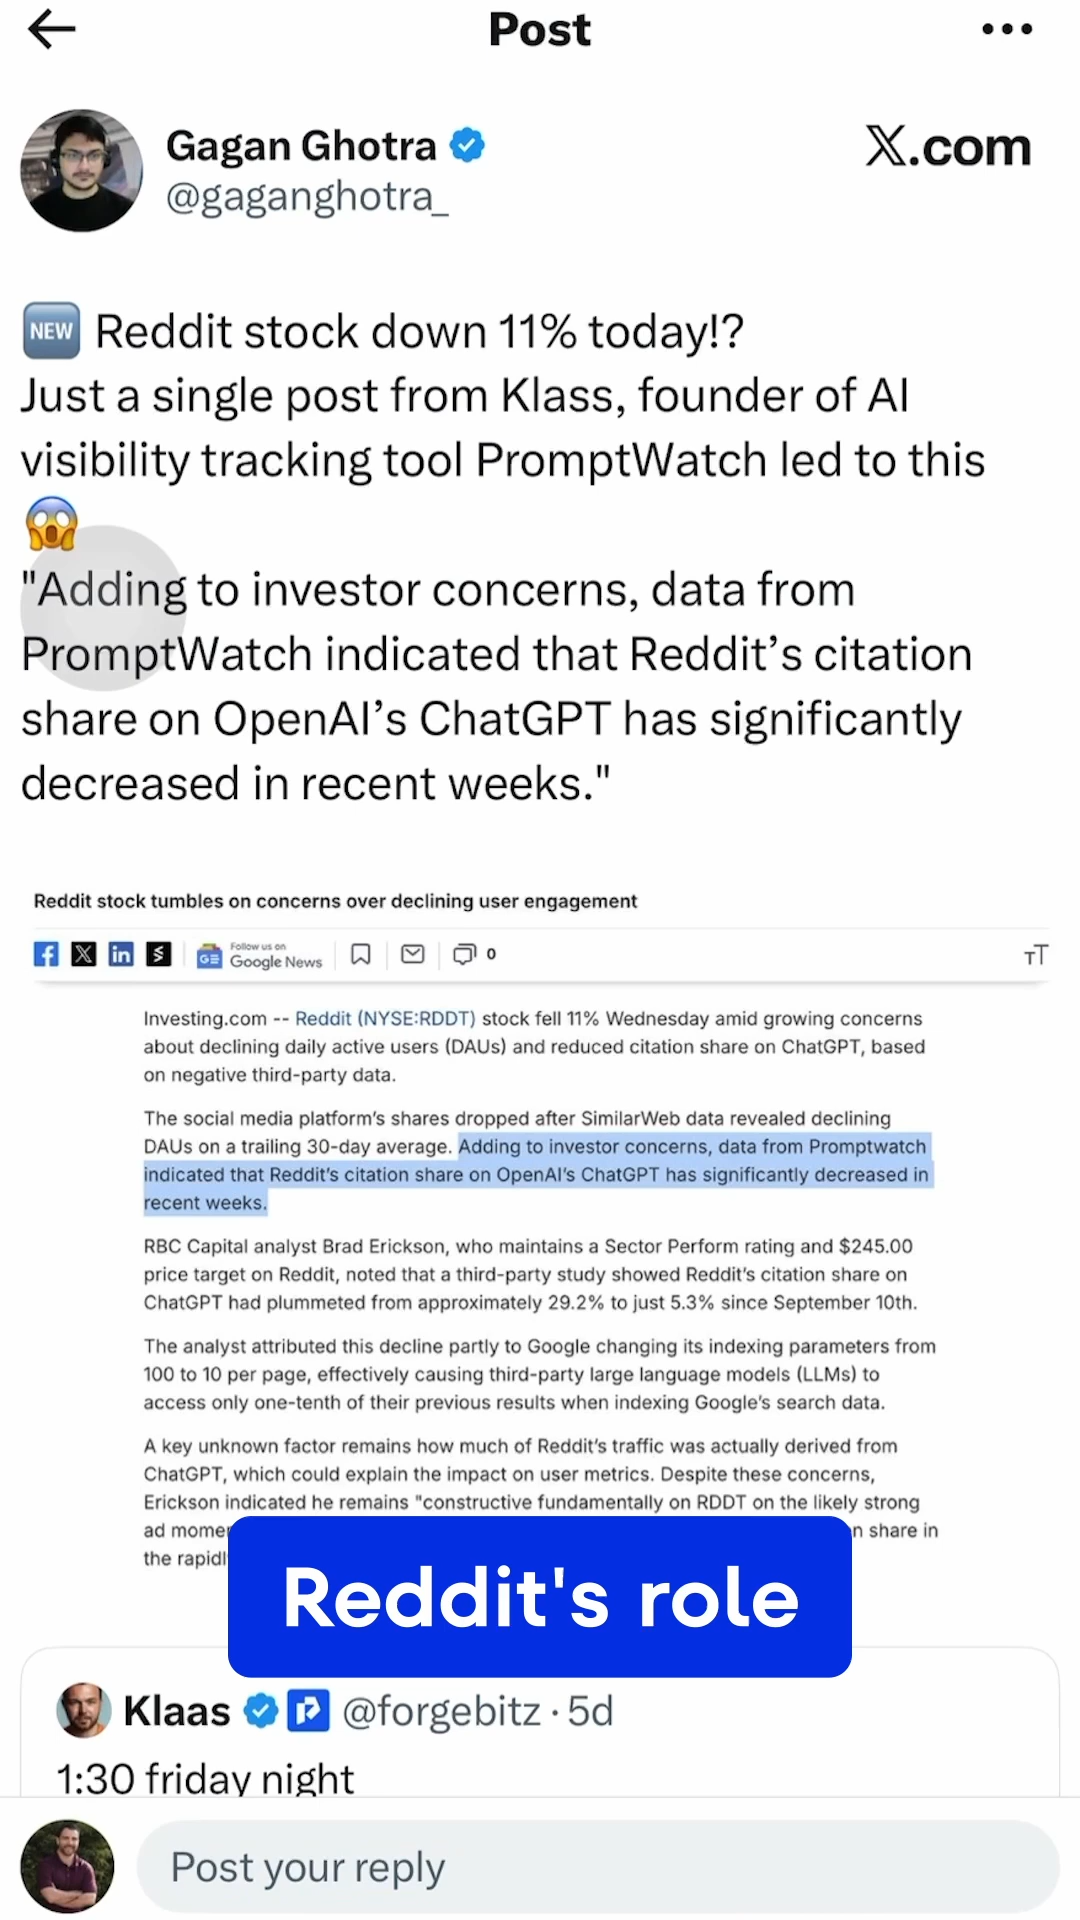 Post
Gagan Ghotra
@gaganghotra_
X.com
NEW Reddit stock down 11% today!?
Just a single post from Klass, founder of AI
visibility tracking tool PromptWatch led to this
"Adding to investor concerns, data from
PromptWatch indicated that Reddit’s citation
share on OpenAI’s ChatGPT has significantly
decreased in recent weeks."
Reddit stock tumbles on concerns over declining user engagement
Follow us on
Google News
0
TT
Investing.com -- Reddit (NYSE:RDDT) stock fell 11% Wednesday amid growing concerns
about declining daily active users (DAUs) and reduced citation share on ChatGPT, based
on negative third-party data.
The social media platform’s shares dropped after SimilarWeb data revealed declining
DAUs on a trailing 30-day average. Adding to investor concerns, data from Promptwatch
indicated that Reddit’s citation share on OpenAI’s ChatGPT has significantly decreased in
recent weeks.
RBC Capital analyst Brad Erickson, who maintains a Sector Perform rating and $245.00
price target on Reddit, noted that a third-party study showed Reddit’s citation share on
ChatGPT had plummeted from approximately 29.2% to just 5.3% since September 10th.
The analyst attributed this decline partly to Google changing its indexing parameters from
100 to 10 per page, effectively causing third-party large language models (LLMs) to
access only one-tenth of their previous results when indexing Google’s search data.
A key unknown factor remains how much of Reddit’s traffic was actually derived from
ChatGPT, which could explain the impact on user metrics. Despite these concerns,
Erickson indicated he remains "constructive fundamentally on RDDT on the likely strong
ad share in
the
Reddit's role
Klaas @forgebitz · 5d
1:30 friday night
Post your reply